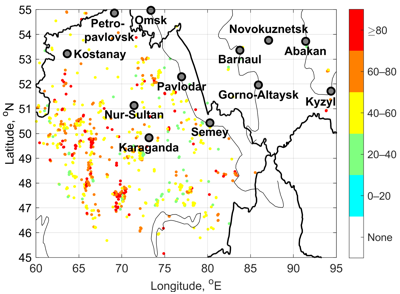 55
54
53
52
51
50
49
48
47
46
45
Latitude, °N
60
65
70
75
80
85
90
95
Longitude, °E
Petro-
pavlovsk
Omsk
Kostanay
Novokuznetsk
Barnaul
Abakan
Pavlodar
Gorno-Altaysk
Kyzyl
Nur-Sultan
Semey
Karaganda
≥80
60–80
40–60
20–40
0–20
None